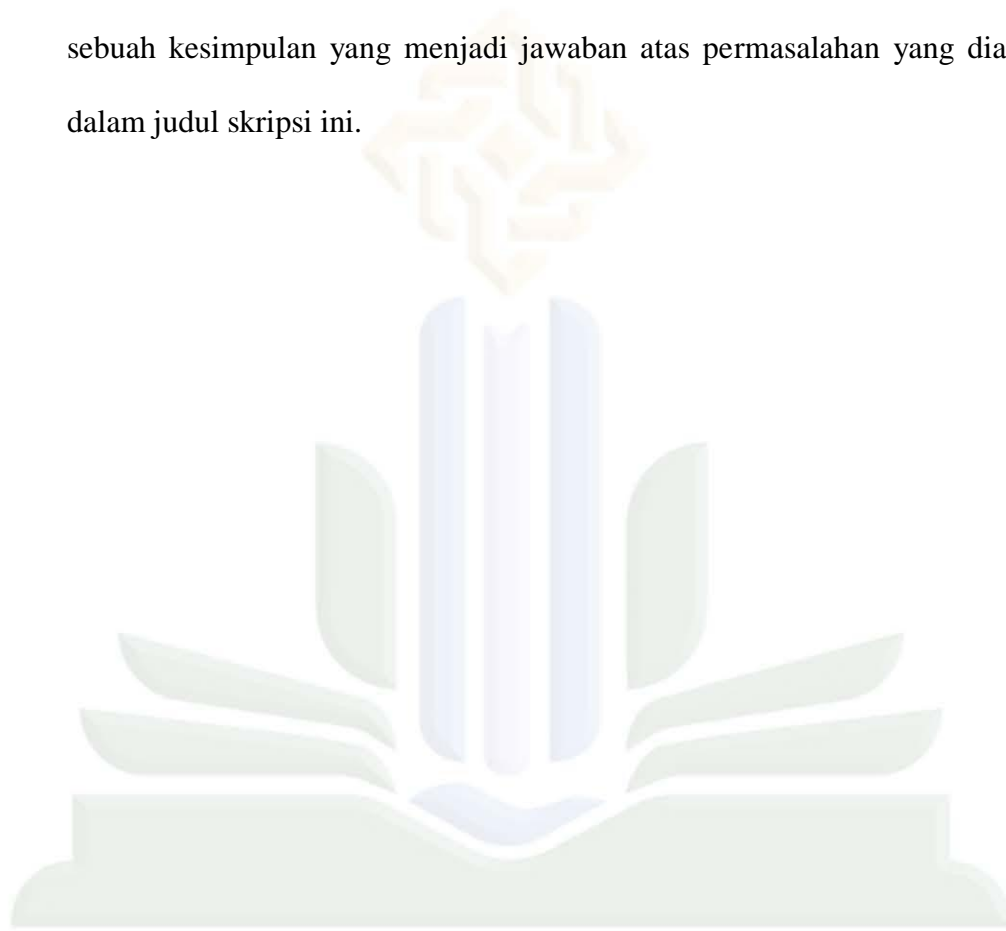 sebuah kesimpulan yang menjadi jawaban atas permasalahan yang dia
dalam judul skripsi ini.